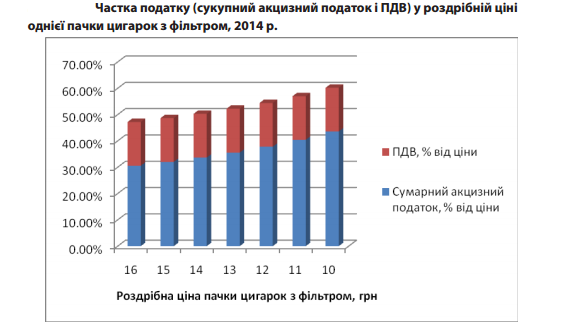 Частка податку (сукупний акцизний податок і ПДВ) у роздрібній ціні
однієї пачки цигарок з фільтром, 2014 р.
70.00%
60.00%
50.00%
40.00%
30.00%
20.00%
10.00%
0.00%
16 15 14 13 12 11 10
Роздрібна ціна пачки цигарок з фільтром, грн
ПДВ, % від ціни
Сумарний акцизний
податок, % від ціни